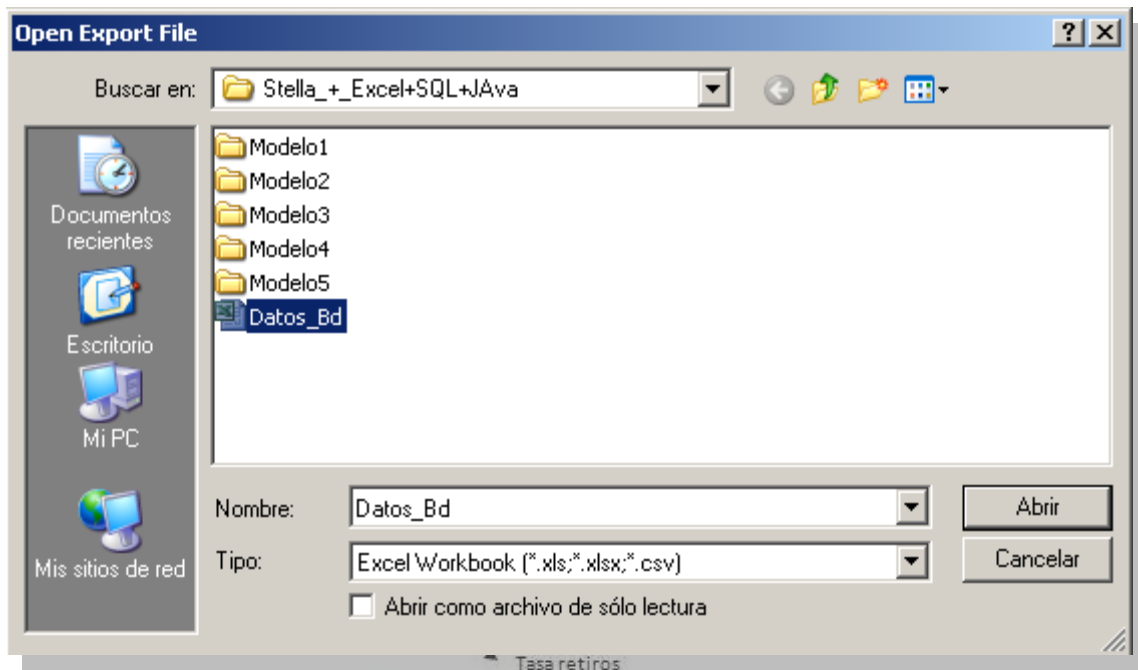 Open Export File
Buscar en:
Stella_+_Excel+SQL+JAva
Documentos
recientes
Escritorio
Mi PC
Mis sitios de red
Modelo1
Modelo2
Modelo3
Modelo4
Modelo5
Datos_Bd
Nombre:
Datos_Bd
Abrir
Tipo:
Excel Workbook (*.xls;*.xlsx;*.csv)
Cancelar
Abrir como archivo de sólo lectura
Tasa retiros